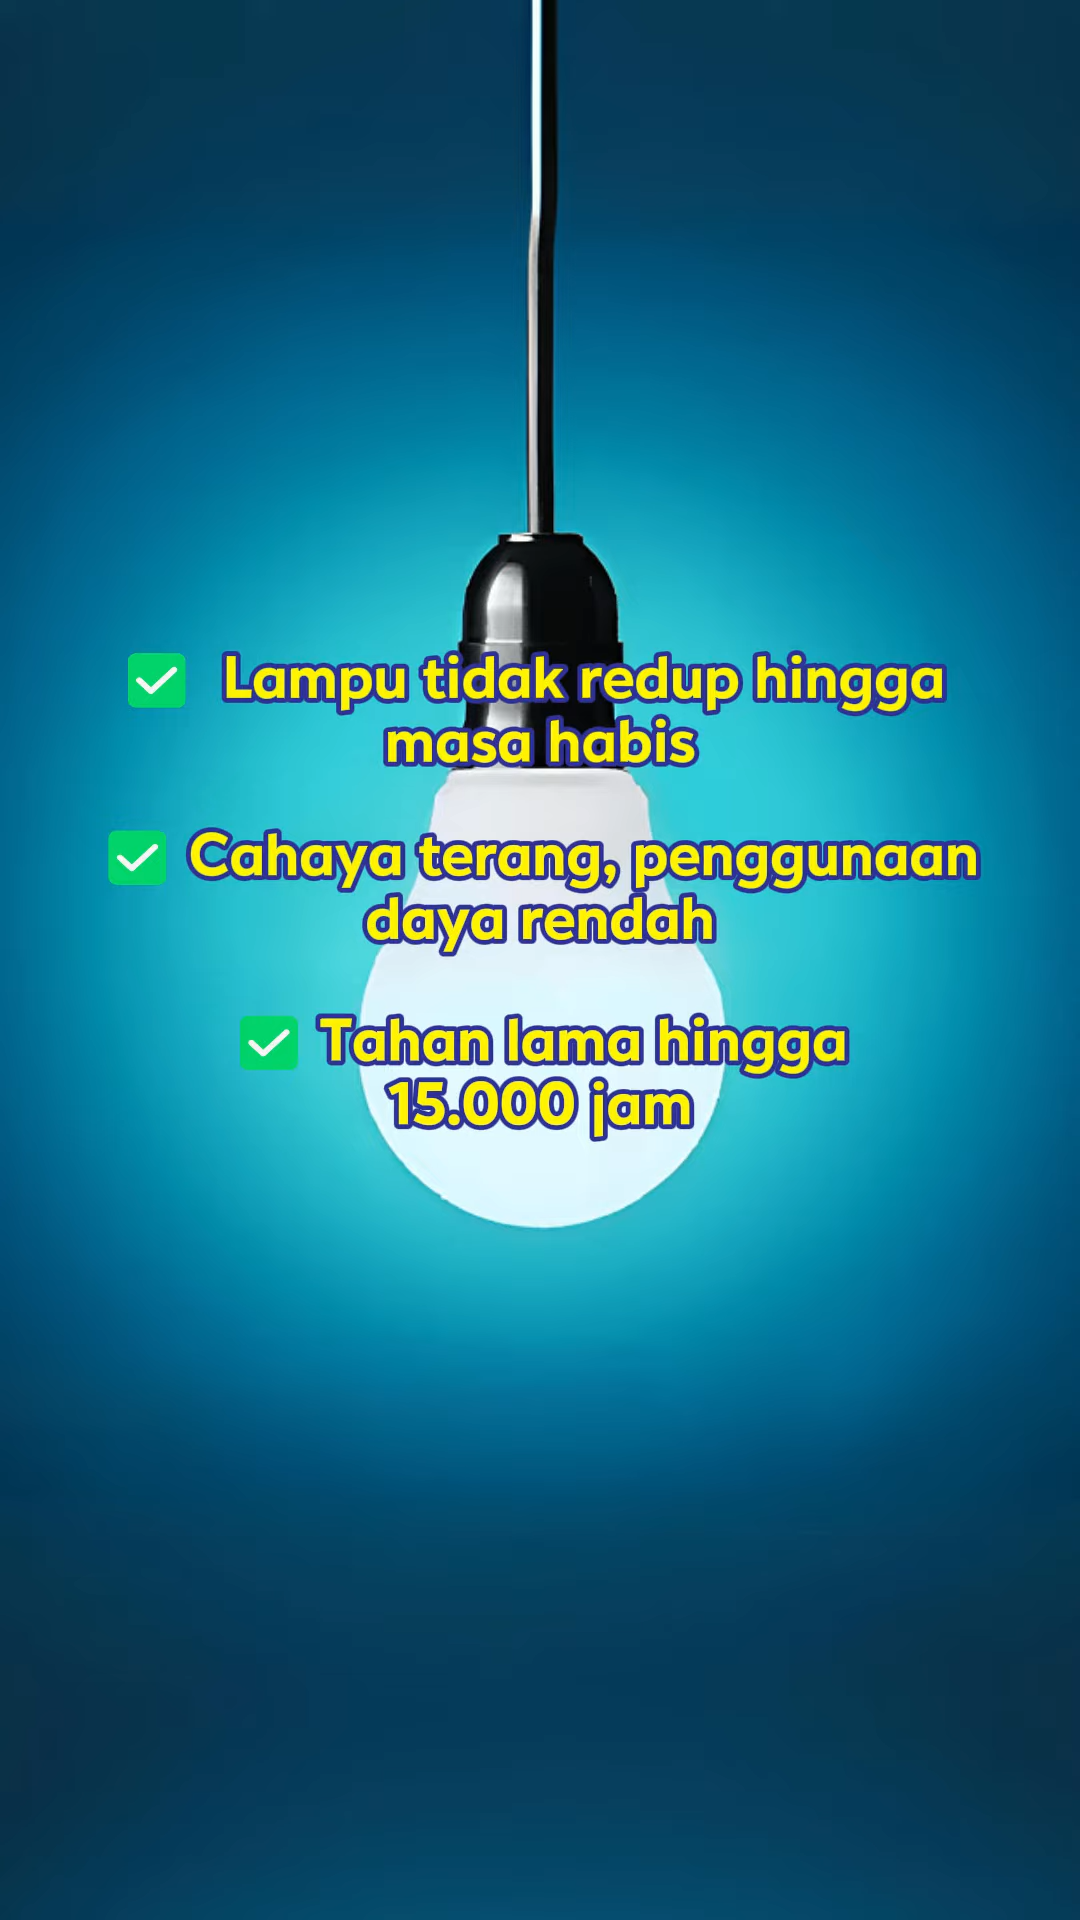 ✅ Lampu tidak redup hingga
masa habis
✅ Cahaya terang, penggunaan
daya rendah
✅ Tahan lama hingga
15.000 jam